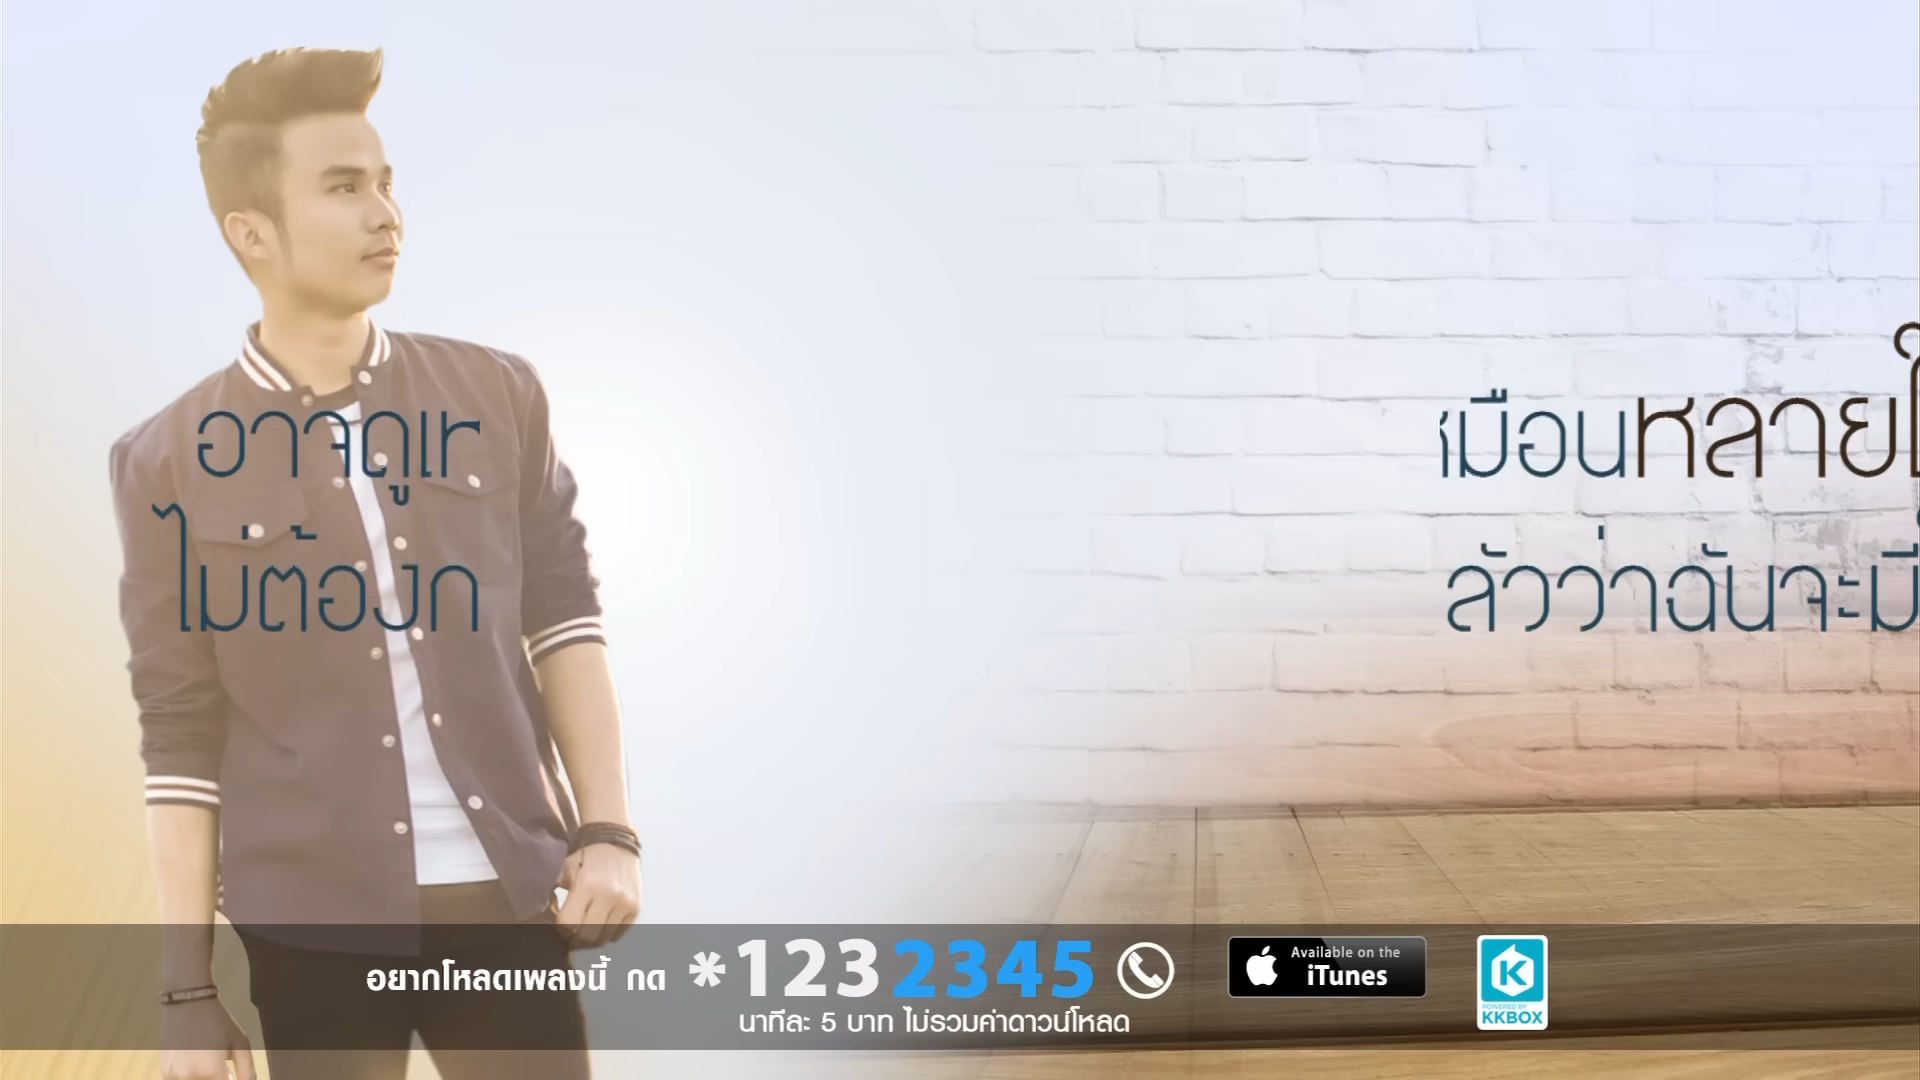 อาจดูเห
หมือนหลายใ
ไม่ต้องก
ลัวว่าฉันจะมี
อยากโหลดเพลงนี้ กด *1232345
Available on the
iTunes
นาทีละ 5 บาท ไม่รวมค่าดาวน์โหลด
POWERED BY
KKBOX